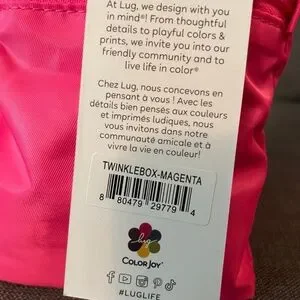 At Lug, we design with you
in mind®! From thoughtful
details to playful colors &
prints, we invite you into our
friendly community and to
live life in color®
Chez Lug, nous concevons en
pensant à vous ! Avec les
détails bien pensés aux couleurs
et imprimés ludiques, nous
vous invitons dans notre
communauté amicale et à
vivre la vie en couleur!
TWINKLEBOX-MAGENTA
8 80479 29779 4
lug
COLORJOY
#LUGLIFE